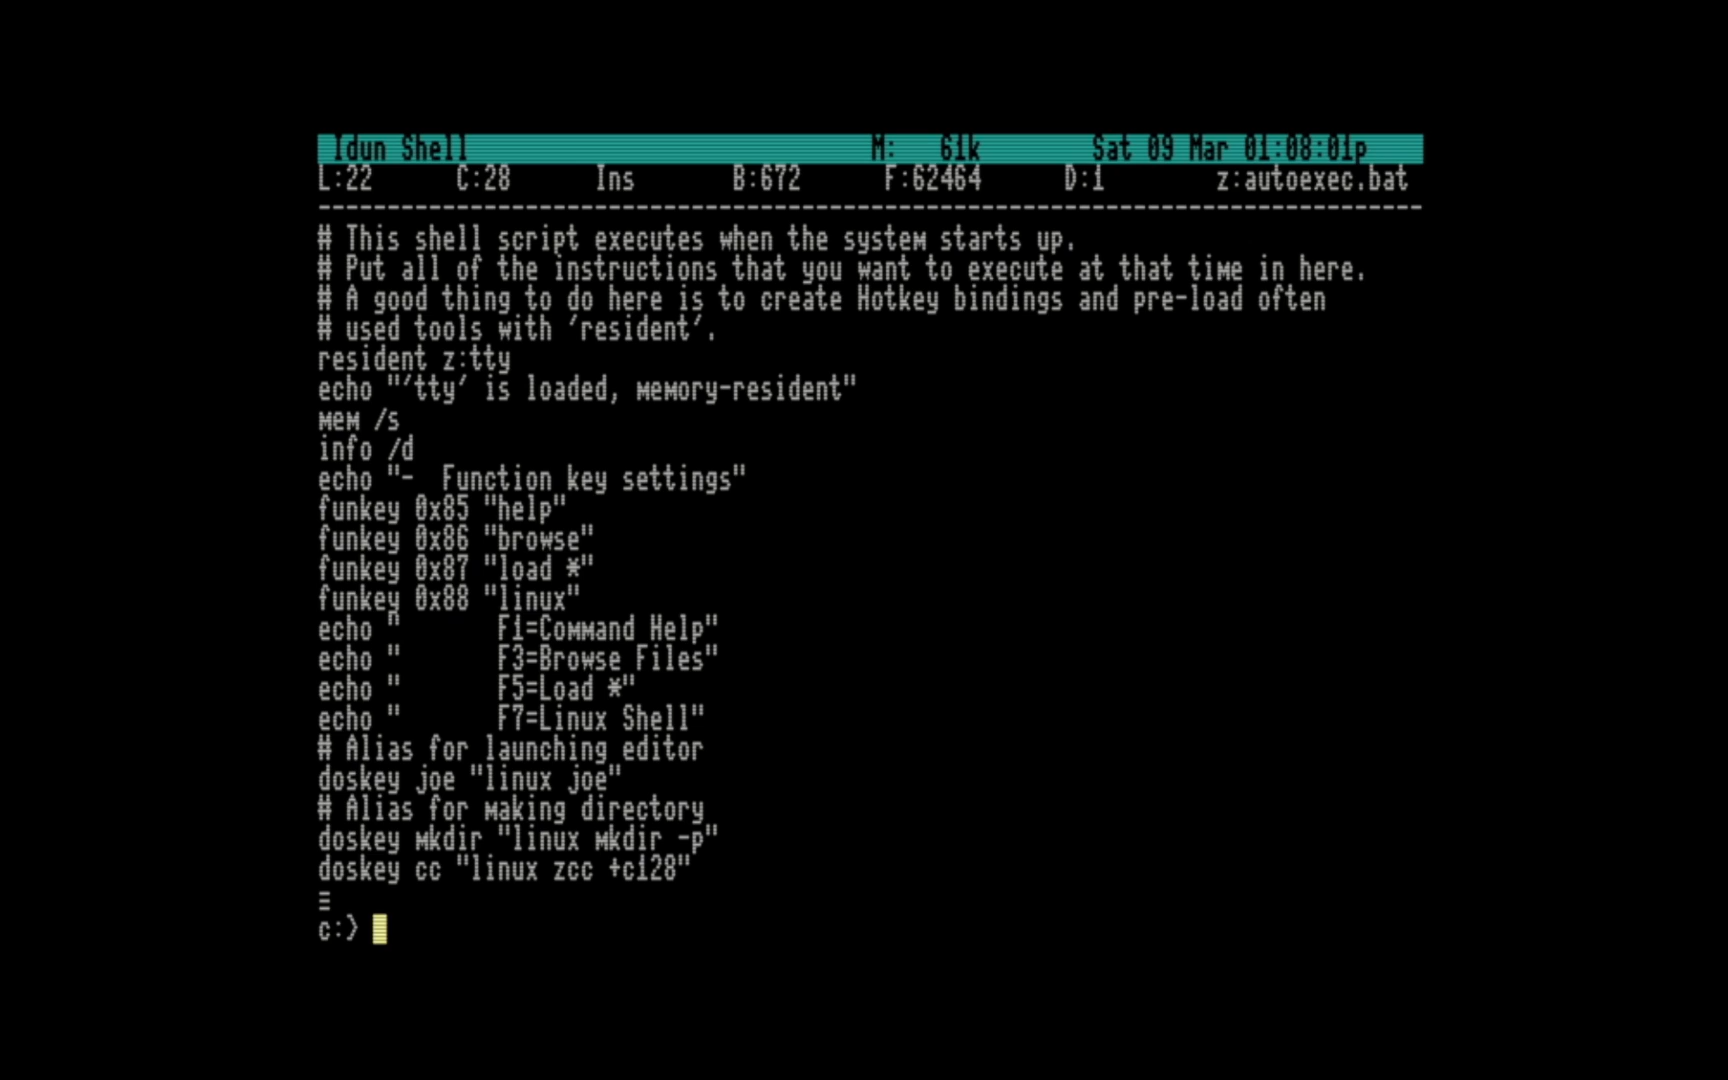 Idun Shell M: 61k Sat 09 Mar 01:08:01p
L:22 C:28 Ins B:672 F:62464 D:1 z:autoexec.bat
--------------------------------------------------------------------------------
# This shell script executes when the system starts up.
# Put all of the instructions that you want to execute at that time in here.
# A good thing to do here is to create Hotkey bindings and pre-load often
# used tools with 'resident'.
resident z:tty
echo "'tty' is loaded, memory-resident"
mem /s
info /d
echo "-  Function key settings"
funkey 0x85 "help"
funkey 0x86 "browse"
funkey 0x87 "load *"
funkey 0x88 "linux"
echo "       F1=Command Help"
echo "       F3=Browse Files"
echo "       F5=Load *"
echo "       F7=Linux Shell"
# Alias for launching editor
doskey joe "linux joe"
# Alias for making directory
doskey mkdir "linux mkdir -p"
doskey cc "linux zcc +c128"
≡
c:>